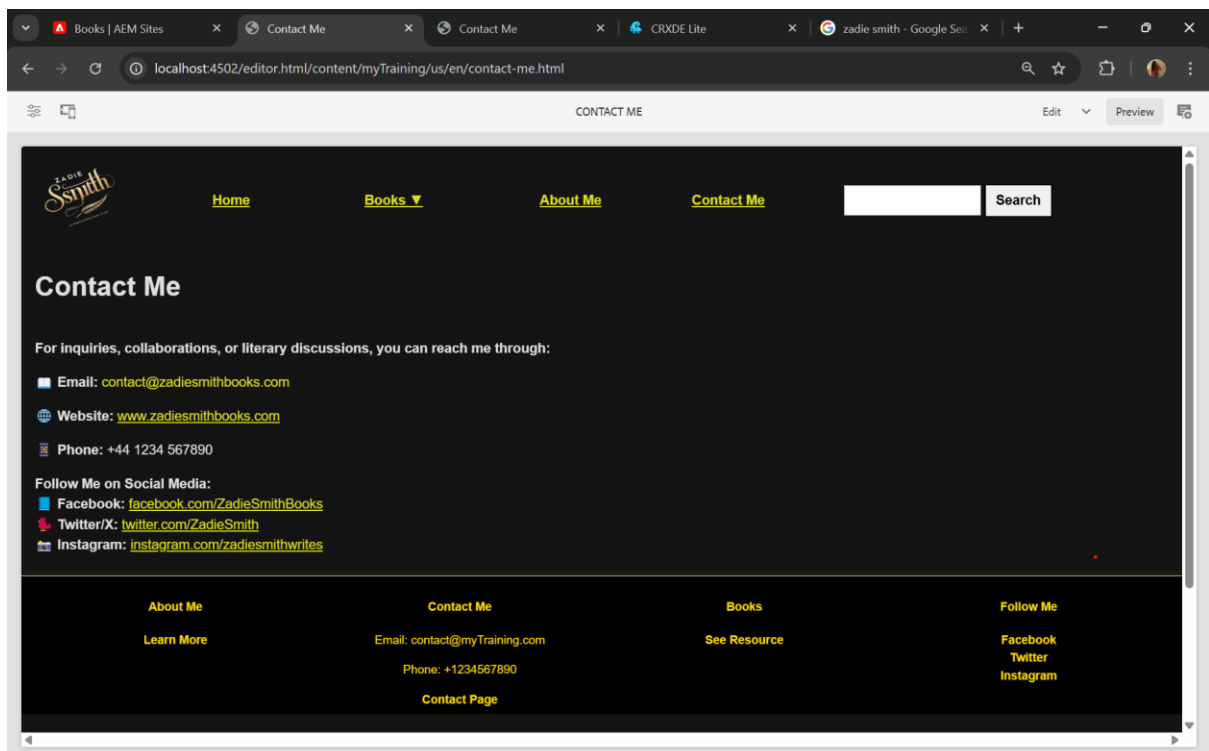 Books | AEM Sites
Contact Me
Contact Me
CRXDE Lite
zadie smith - Google Sea
localhost:4502/editor.html/content/myTraining/us/en/contact-me.html
CONTACT ME
Edit
Preview
ZADIE
Ssmith
Home
Books ▼
About Me
Contact Me
Search
Contact Me
For inquiries, collaborations, or literary discussions, you can reach me through:
Email: contact@zadiesmithbooks.com
Website: www.zadiesmithbooks.com
Phone: +44 1234 567890
Follow Me on Social Media:
Facebook: facebook.com/ZadieSmithBooks
Twitter/X: twitter.com/ZadieSmith
Instagram: instagram.com/zadiesmithwrites
About Me
Learn More
Contact Me
Email: contact@myTraining.com
Phone: +1234567890
Contact Page
Books
See Resource
Follow Me
Facebook
Twitter
Instagram